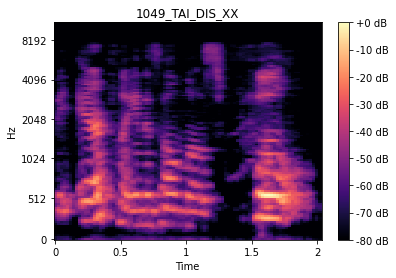 1049_TAI_DIS_XX
+0 dB
8192
-10 dB
4096
-20 dB
-30 dB
2048
Hz
-40 dB
1024
-50 dB
-60 dB
512
-70 dB
0
-80 dB
0
0.5
1
1.5
2
Time